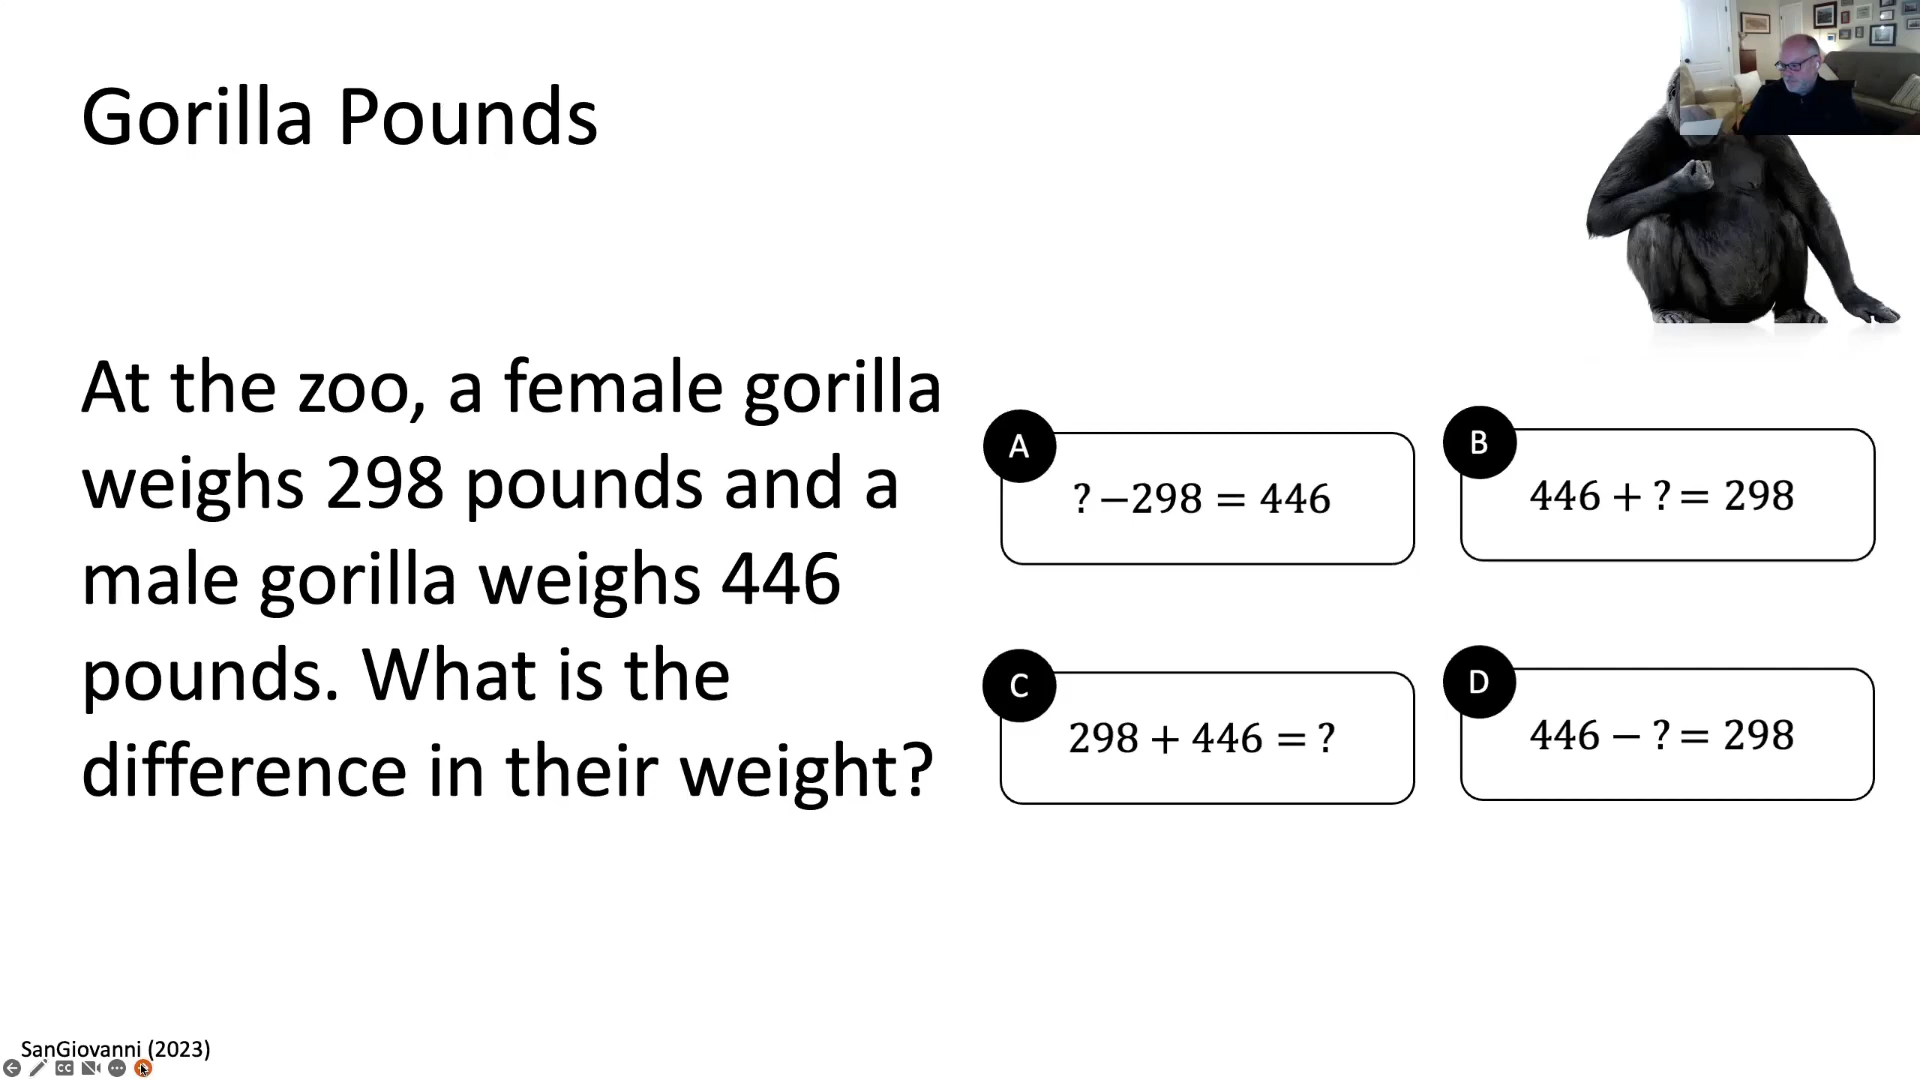 Gorilla Pounds
At the zoo, a female gorilla
weighs 298 pounds and a
male gorilla weighs 446
pounds. What is the
difference in their weight?
A
? −298 = 446
B
446 + ? = 298
C
298 + 446 = ?
D
446 − ? = 298
SanGiovanni (2023)
CC